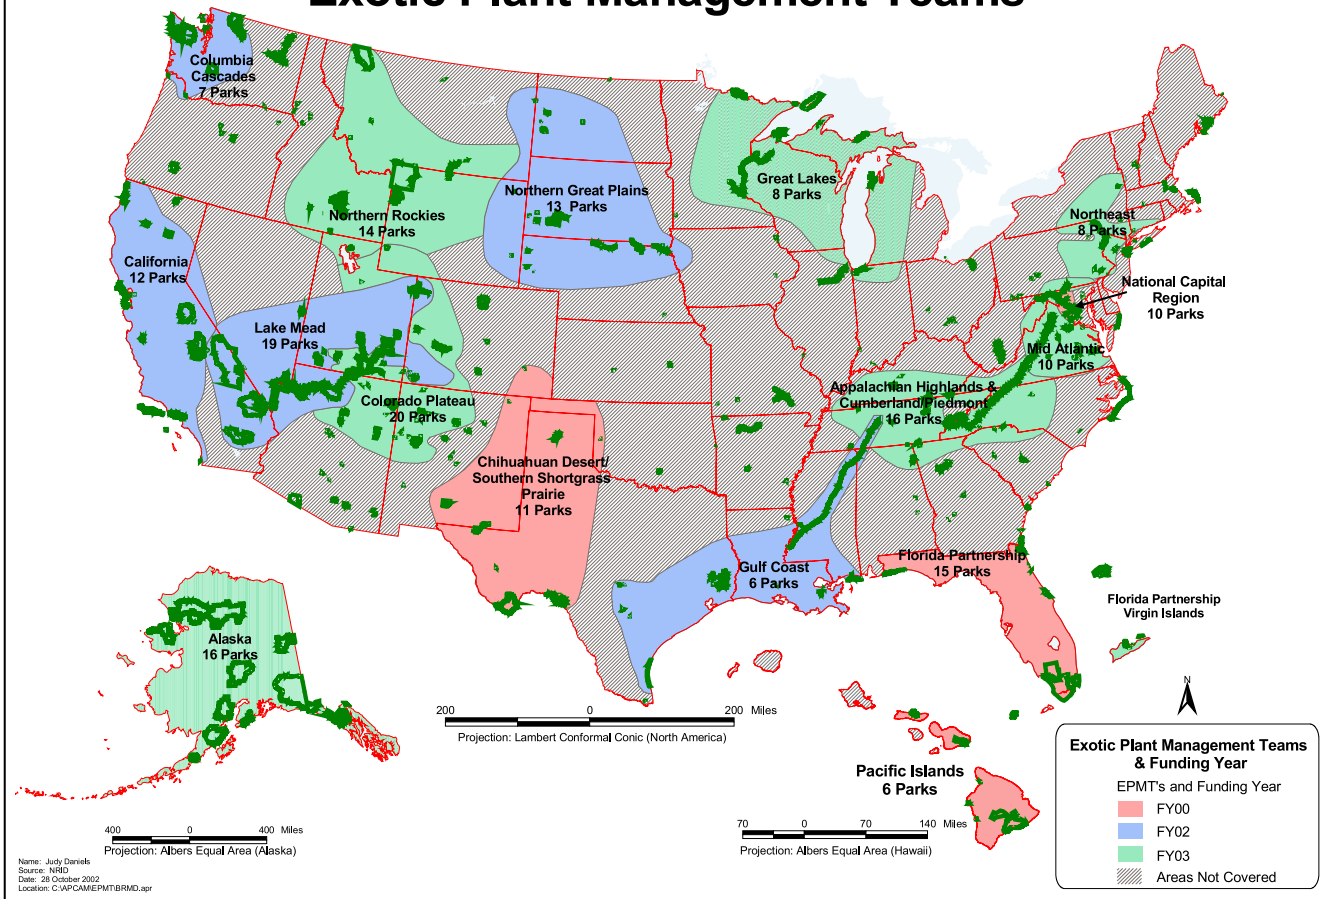 Exotic Plant Management Teams
Columbia
Cascades
7 Parks
Northern Rockies
14 Parks
Northern Great Plains
13 Parks
Great Lakes
8 Parks
Northeast
8 Parks
National Capital
Region
10 Parks
California
12 Parks
Lake Mead
19 Parks
Mid Atlantic
10 Parks
Colorado Plateau
20 Parks
Appalachian Highlands &
Cumberland/Piedmont
16 Parks
Chihuahuan Desert/
Southern Shortgrass
Prairie
11 Parks
Gulf Coast
6 Parks
Florida Partnership
15 Parks
Florida Partnership
Virgin Islands
Alaska
16 Parks
N
200 0 200 Miles
Projection: Lambert Conformal Conic (North America)
Pacific Islands
6 Parks
400 0 400 Miles
Projection: Albers Equal Area (Alaska)
70 0 70 140 Miles
Projection: Albers Equal Area (Hawaii)
Exotic Plant Management Teams
& Funding Year
EPMT's and Funding Year
FY00
FY02
FY03
Areas Not Covered
Name: Judy Daniels
Source: NRID
Date: 28 October 2002
Location: C:\APCAM\EPMT\BRMD.apr